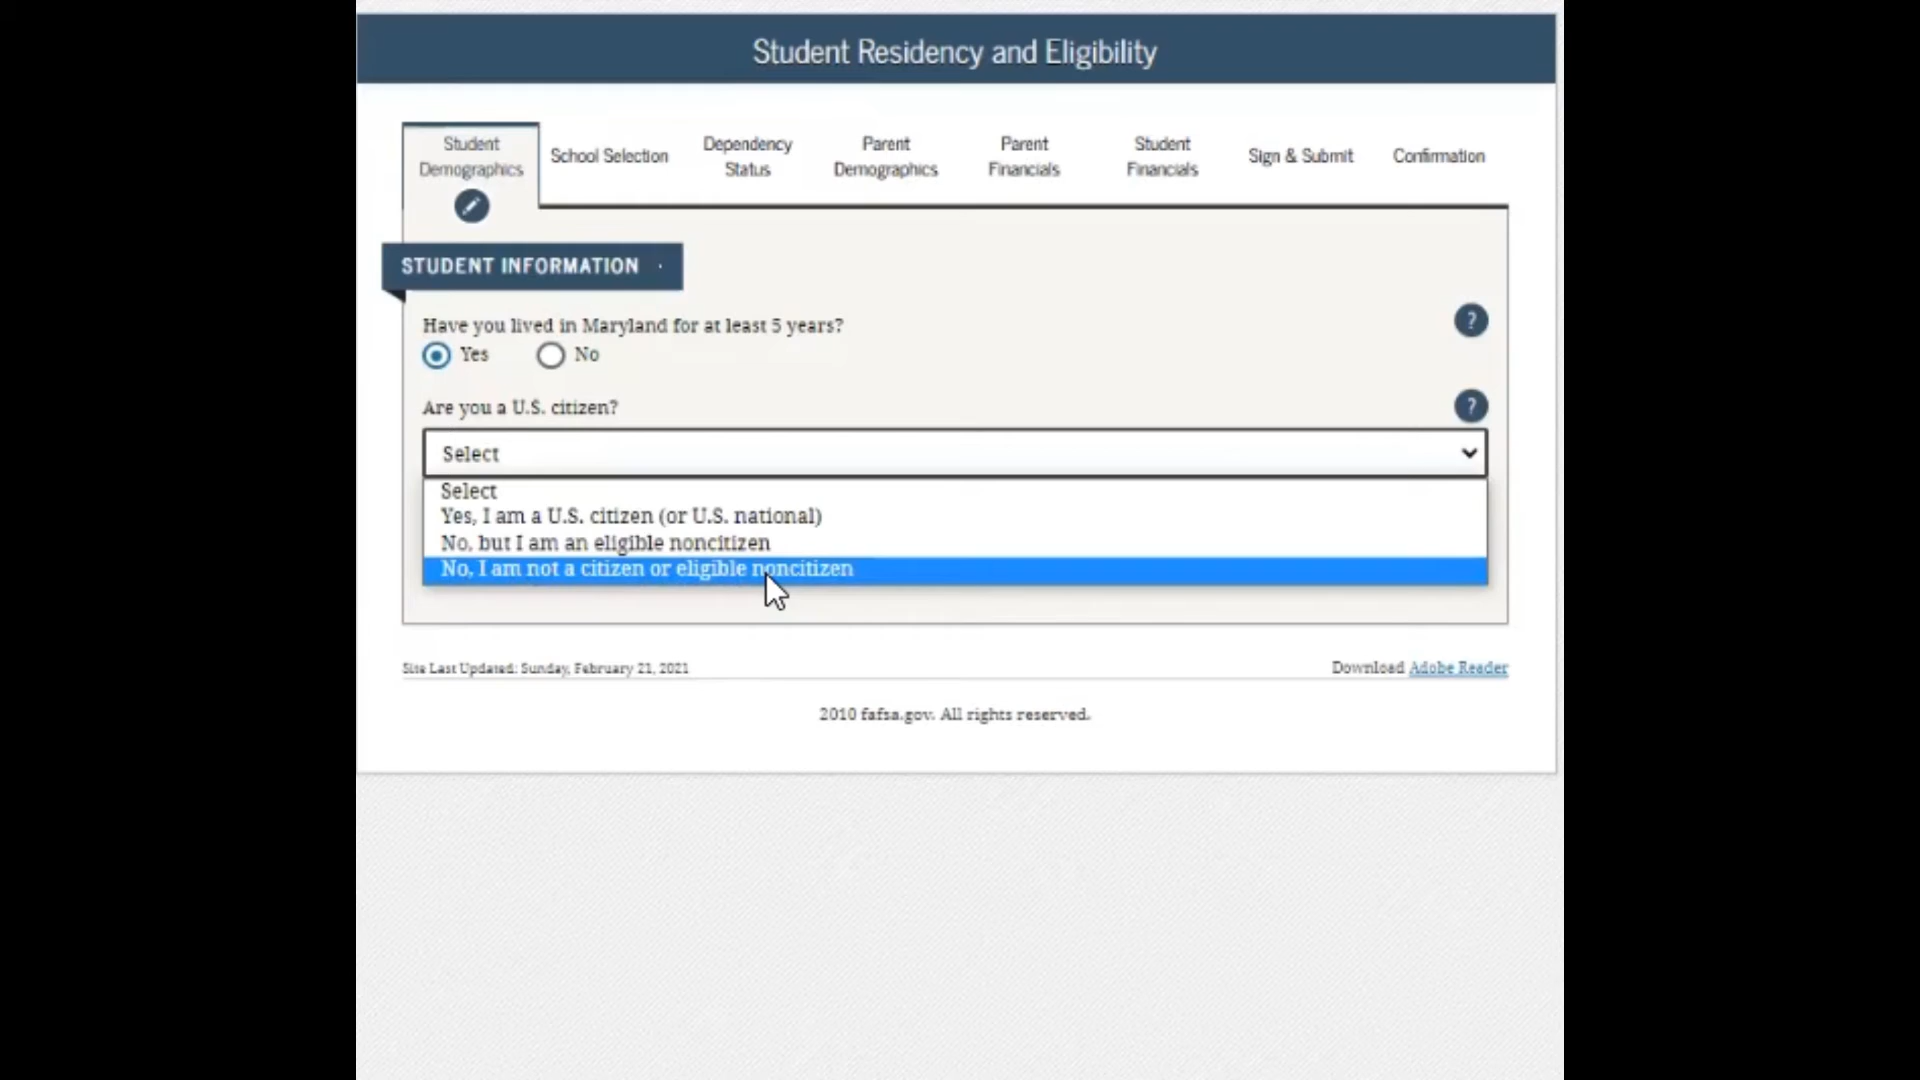 Student Residency and Eligibility
Student Demographics
School Selection
Dependency Status
Parent Demographics
Parent Financials
Student Financials
Sign & Submit
Confirmation
STUDENT INFORMATION
Have you lived in Maryland for at least 5 years?
Yes No
Are you a U.S. citizen?
Select
Select
Yes, I am a U.S. citizen (or U.S. national)
No, but I am an eligible noncitizen
No, I am not a citizen or eligible noncitizen
Site Last Updated: Sunday, February 21, 2021
Download Adobe Reader
2010 fafsa.gov. All rights reserved.